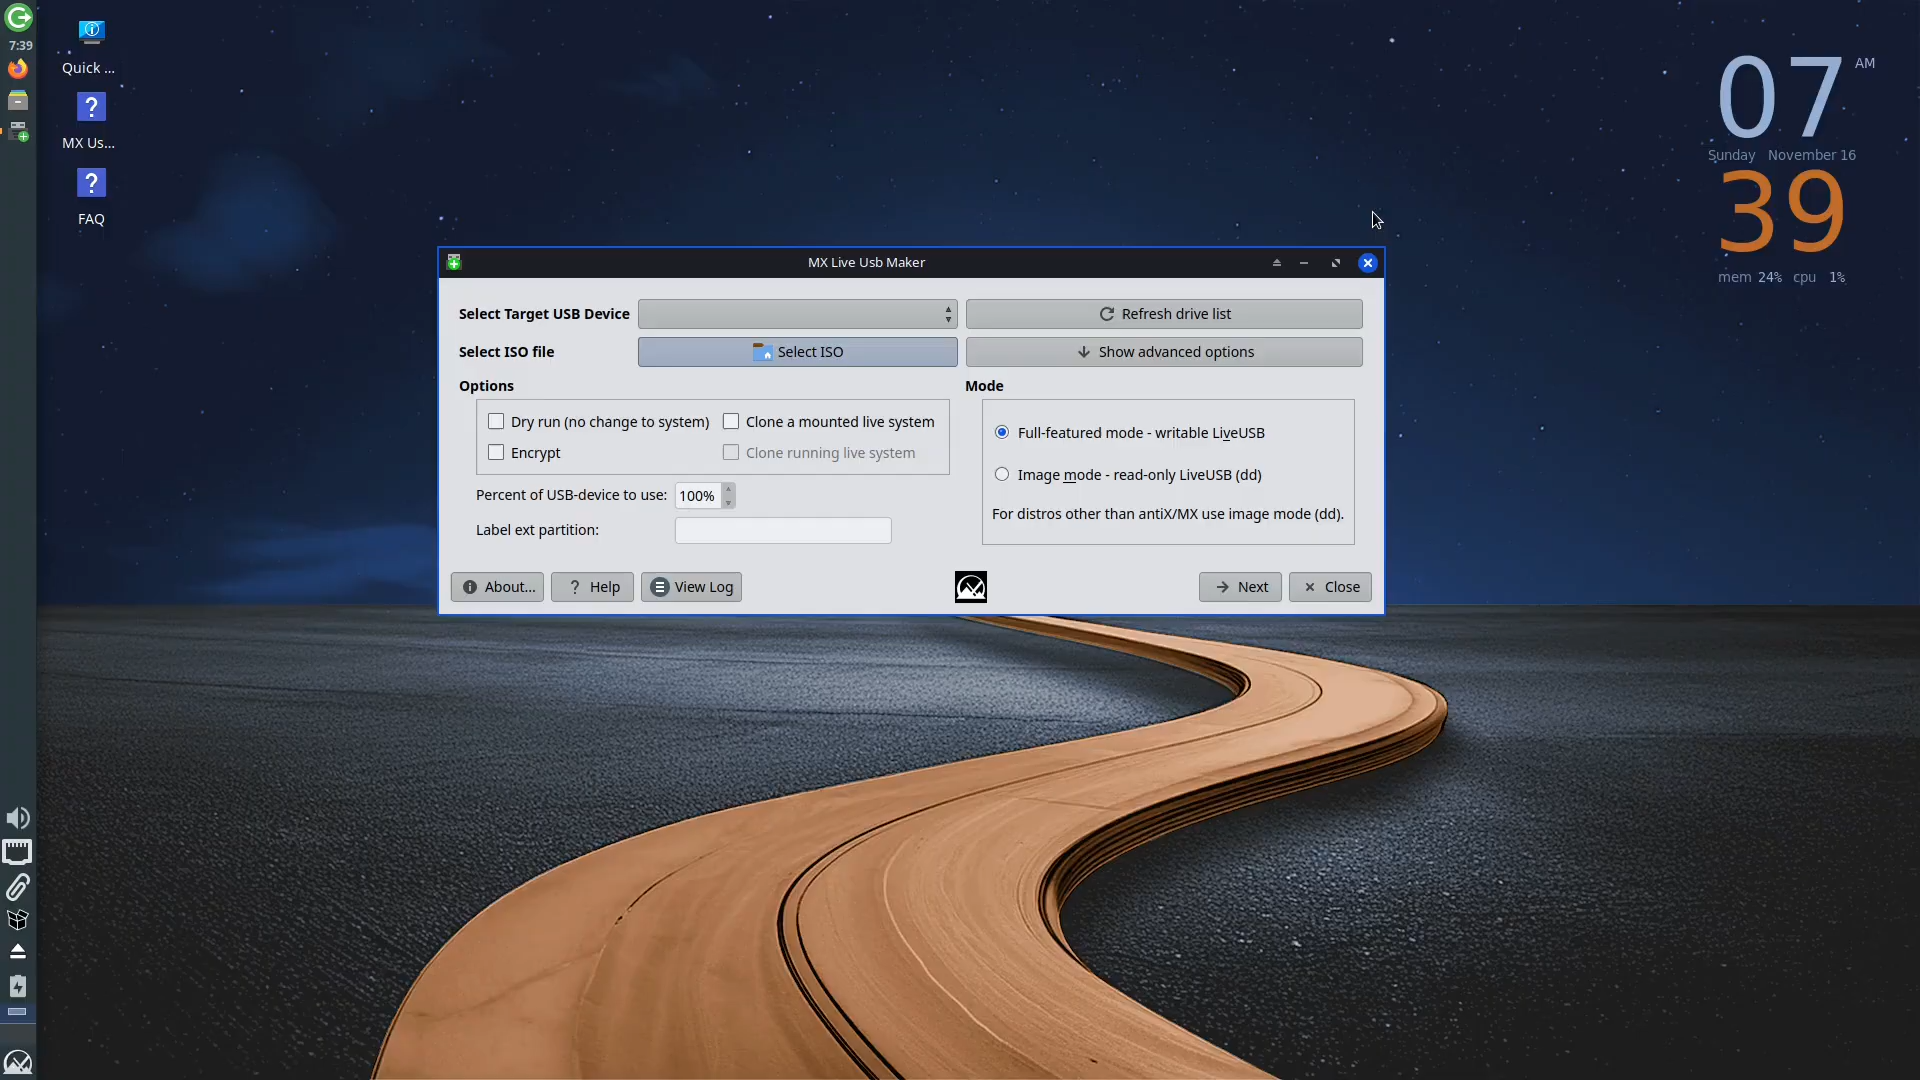 7:39
Quick ...
MX Us...
FAQ
07 AM
Sunday November 16
39
mem 24% cpu 1%
MX Live Usb Maker
Select Target USB Device
Refresh drive list
Select ISO file
Select ISO
Show advanced options
Options
Mode
Dry run (no change to system)
Clone a mounted live system
Encrypt
Clone running live system
Percent of USB-device to use: 100%
Label ext partition:
Full-featured mode - writable LiveUSB
Image mode - read-only LiveUSB (dd)
For distros other than antiX/MX use image mode (dd).
About...
Help
View Log
Next
Close